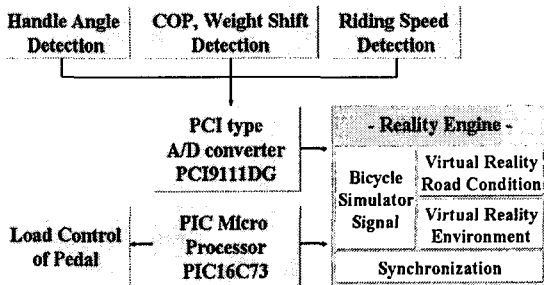 Handle Angle
Detection
COP, Weight Shift
Detection
Riding Speed
Detection
PCI type
A/D converter
PCI9111DG
- Reality Engine -
Bicycle
Simulator
Signal
Virtual Reality
Road Condition
Virtual Reality
Environment
Synchronization
Load Control
of Pedal
PIC Micro
Processor
PIC16C73